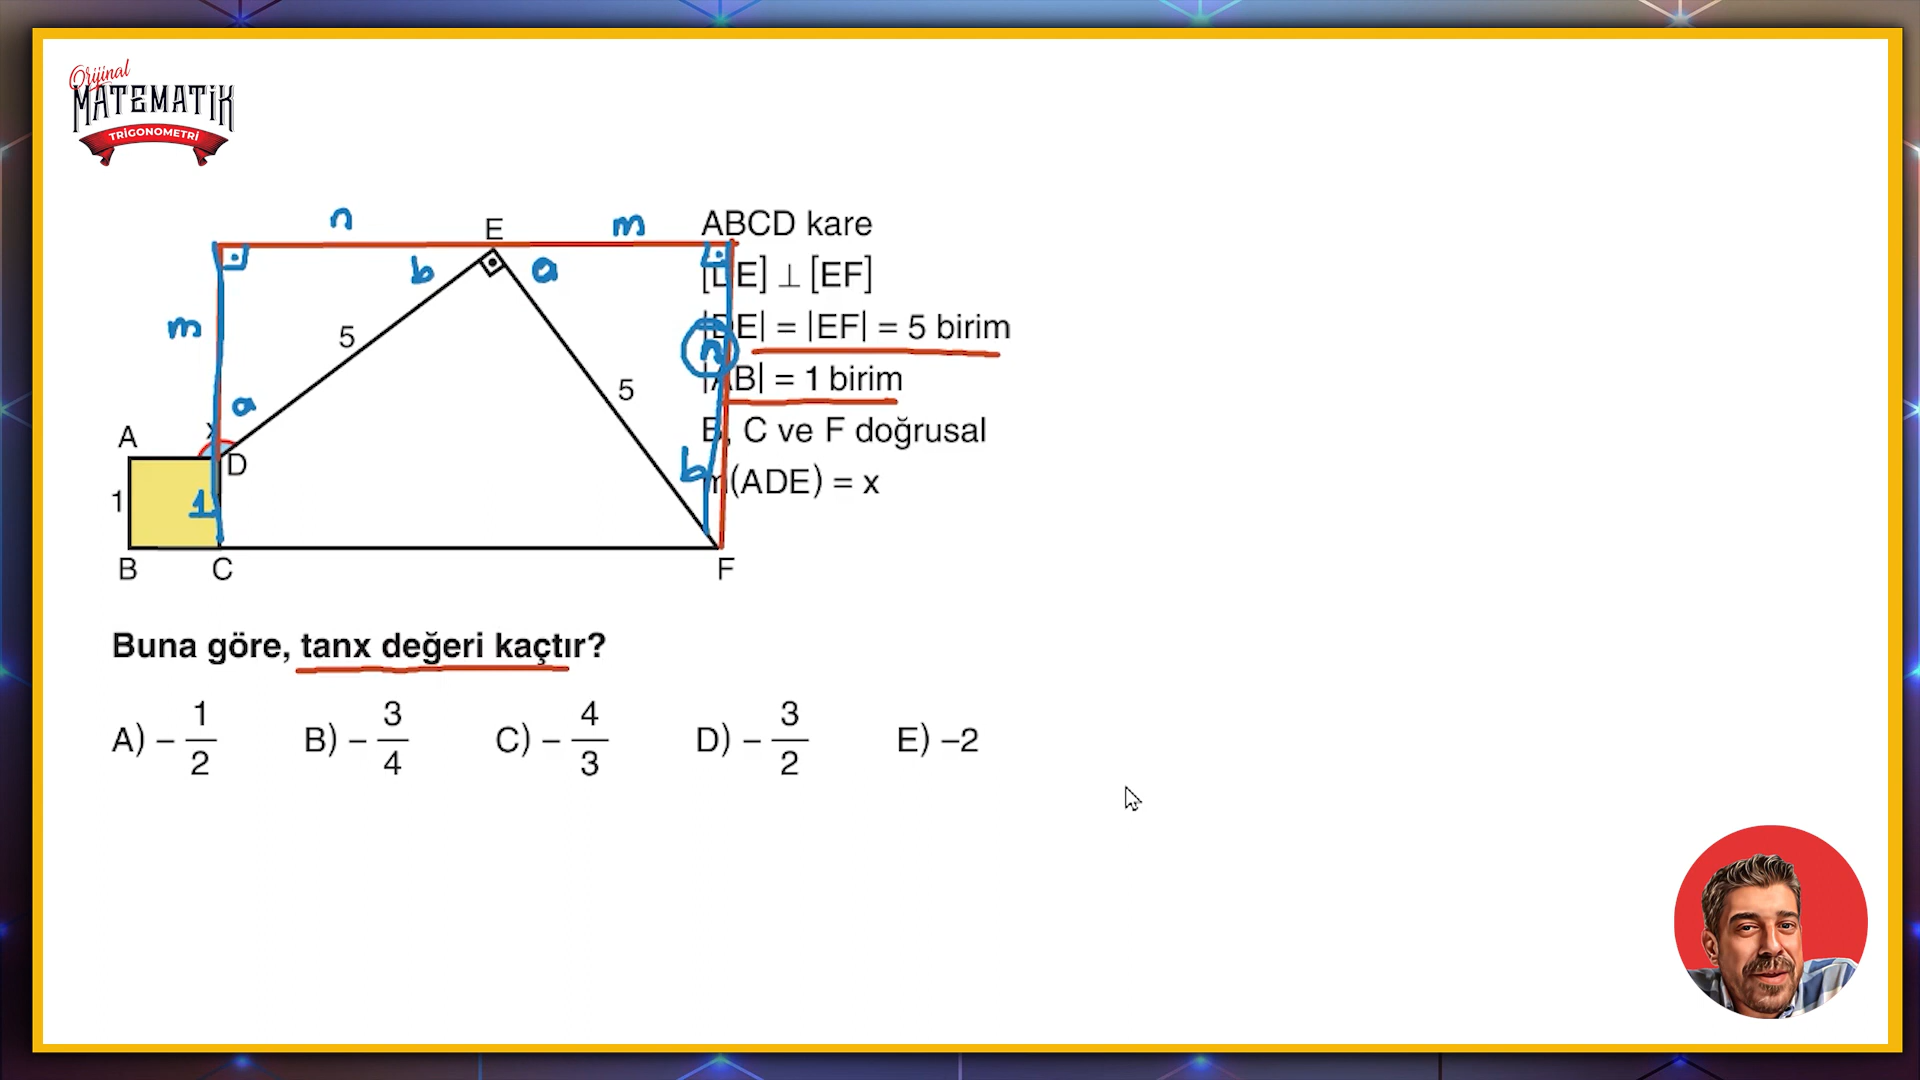 Orijinal
MATEMATİK
TRİGONOMETRİ
n
E
m
b
a
m
5
n
5
a
A
x
D
b
1
1
B
C
F
ABCD kare
[DE] ⊥ [EF]
|DE| = |EF| = 5 birim
|AB| = 1 birim
B, C ve F doğrusal
m(ADE) = x
Buna göre, tanx değeri kaçtır?
A) – 1/2 B) – 3/4 C) – 4/3 D) – 3/2 E) –2